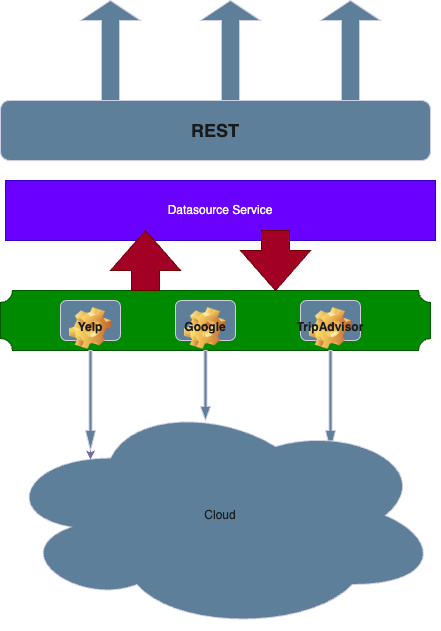 REST
Datasource Service
Yelp
Google
TripAdvisor
Cloud